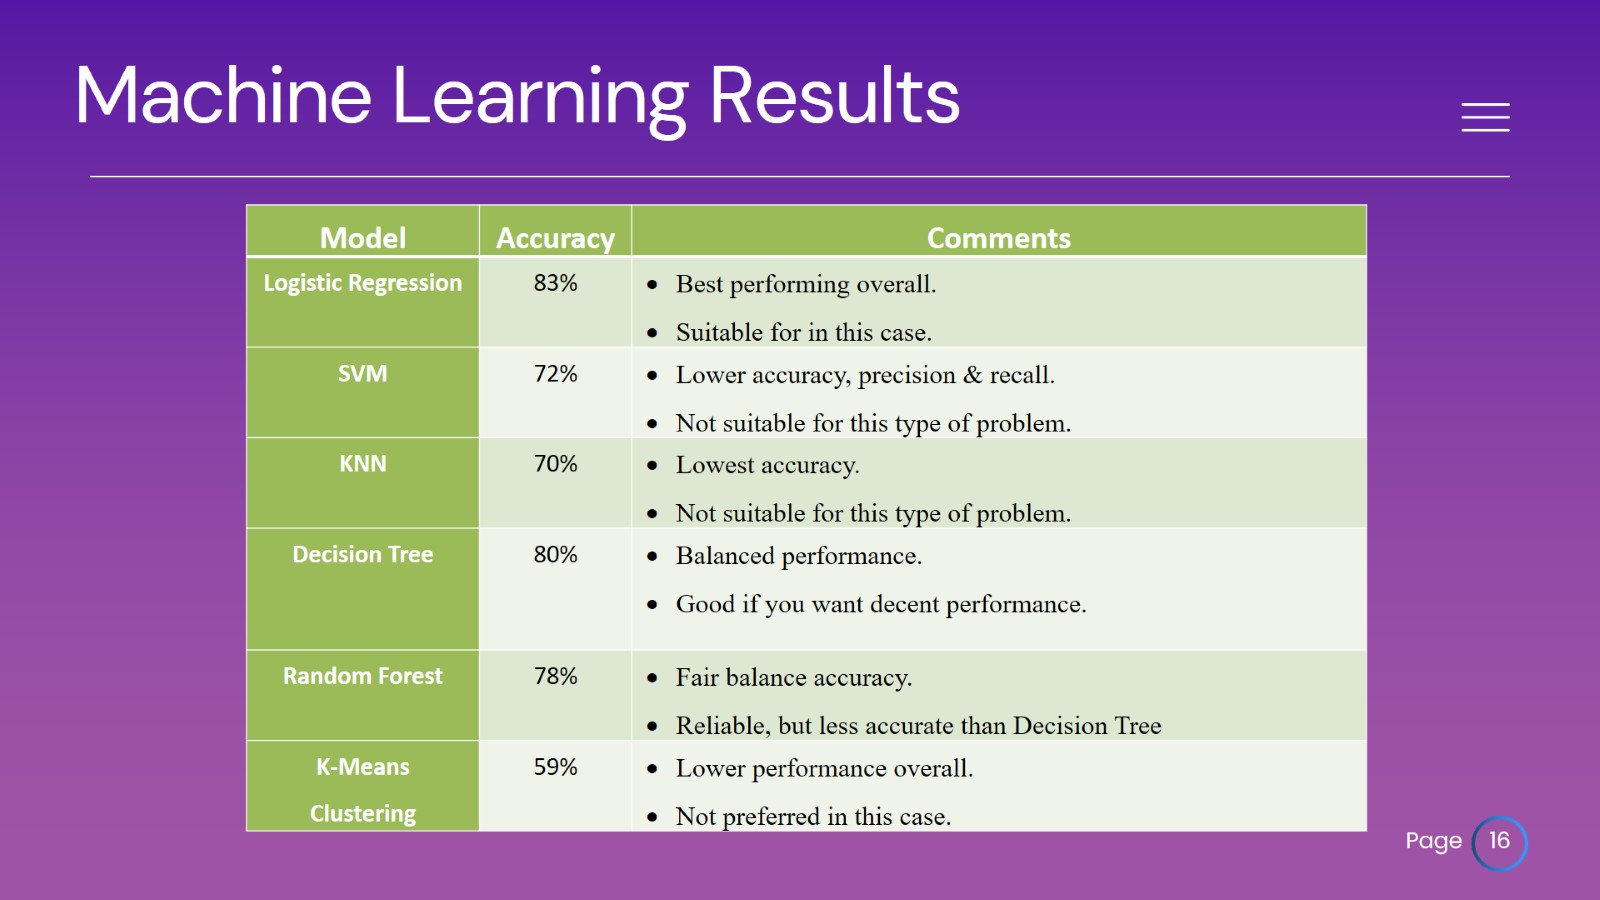 Machine Learning Results
Model Accuracy Comments
Logistic Regression 83% • Best performing overall.
• Suitable for in this case.
SVM 72% • Lower accuracy, precision & recall.
• Not suitable for this type of problem.
KNN 70% • Lowest accuracy.
• Not suitable for this type of problem.
Decision Tree 80% • Balanced performance.
• Good if you want decent performance.
Random Forest 78% • Fair balance accuracy.
• Reliable, but less accurate than Decision Tree
K-Means 59% • Lower performance overall.
Clustering • Not preferred in this case.
Page 16